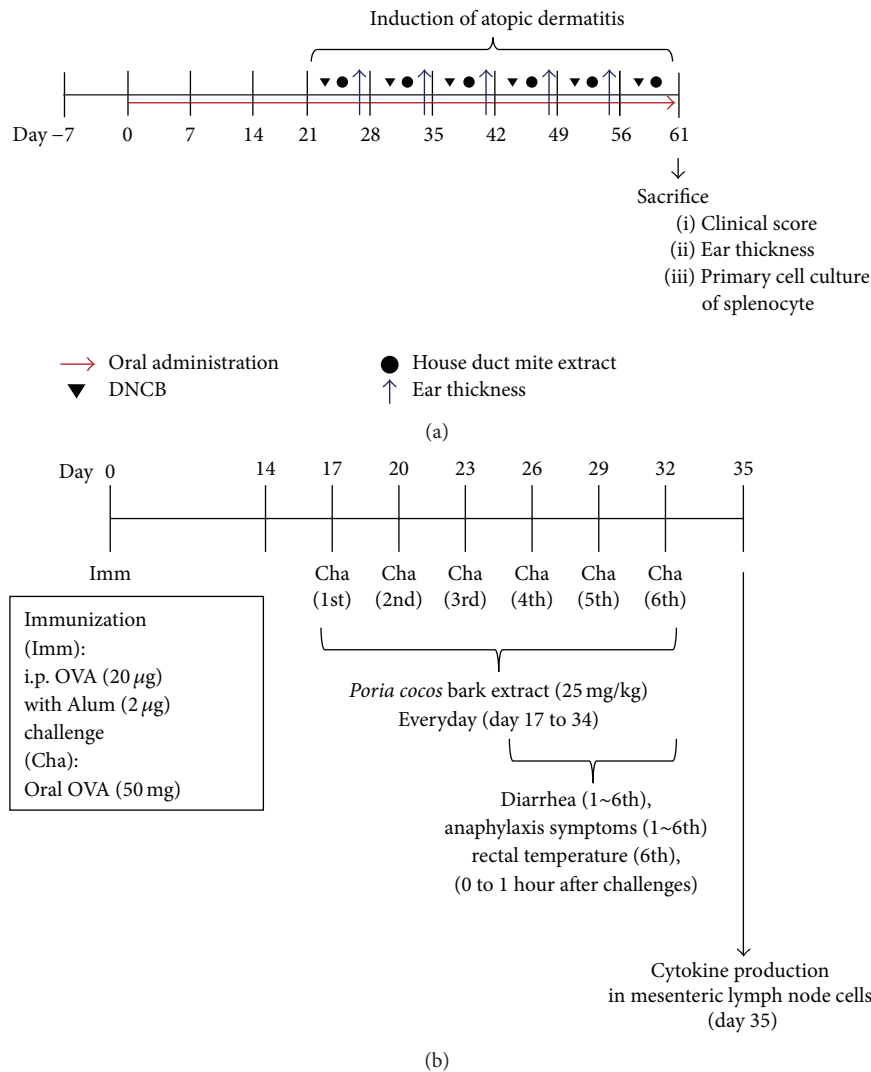 Induction of atopic dermatitis
Day −7 0 7 14 21 28 35 42 49 56 61
Sacrifice
(i) Clinical score
(ii) Ear thickness
(iii) Primary cell culture
of splenocyte
Oral administration
House duct mite extract
DNCB
Ear thickness
(a)
Day 0 14 17 20 23 26 29 32 35
Imm Cha Cha Cha Cha Cha Cha
(1st) (2nd) (3rd) (4th) (5th) (6th)
Immunization
(Imm):
i.p. OVA (20 μg)
with Alum (2 μg)
challenge
(Cha):
Oral OVA (50 mg)
Poria cocos bark extract (25 mg/kg)
Everyday (day 17 to 34)
Diarrhea (1~6th),
anaphylaxis symptoms (1~6th)
rectal temperature (6th),
(0 to 1 hour after challenges)
Cytokine production
in mesenteric lymph node cells
(day 35)
(b)